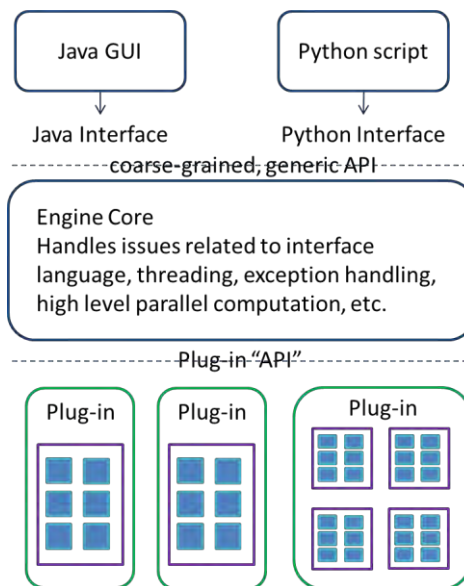 Java GUI
Python script
Java Interface
Python Interface
coarse-grained, generic API
Engine Core
Handles issues related to interface
language, threading, exception handling,
high level parallel computation, etc.
Plug-in “API”
Plug-in
Plug-in
Plug-in